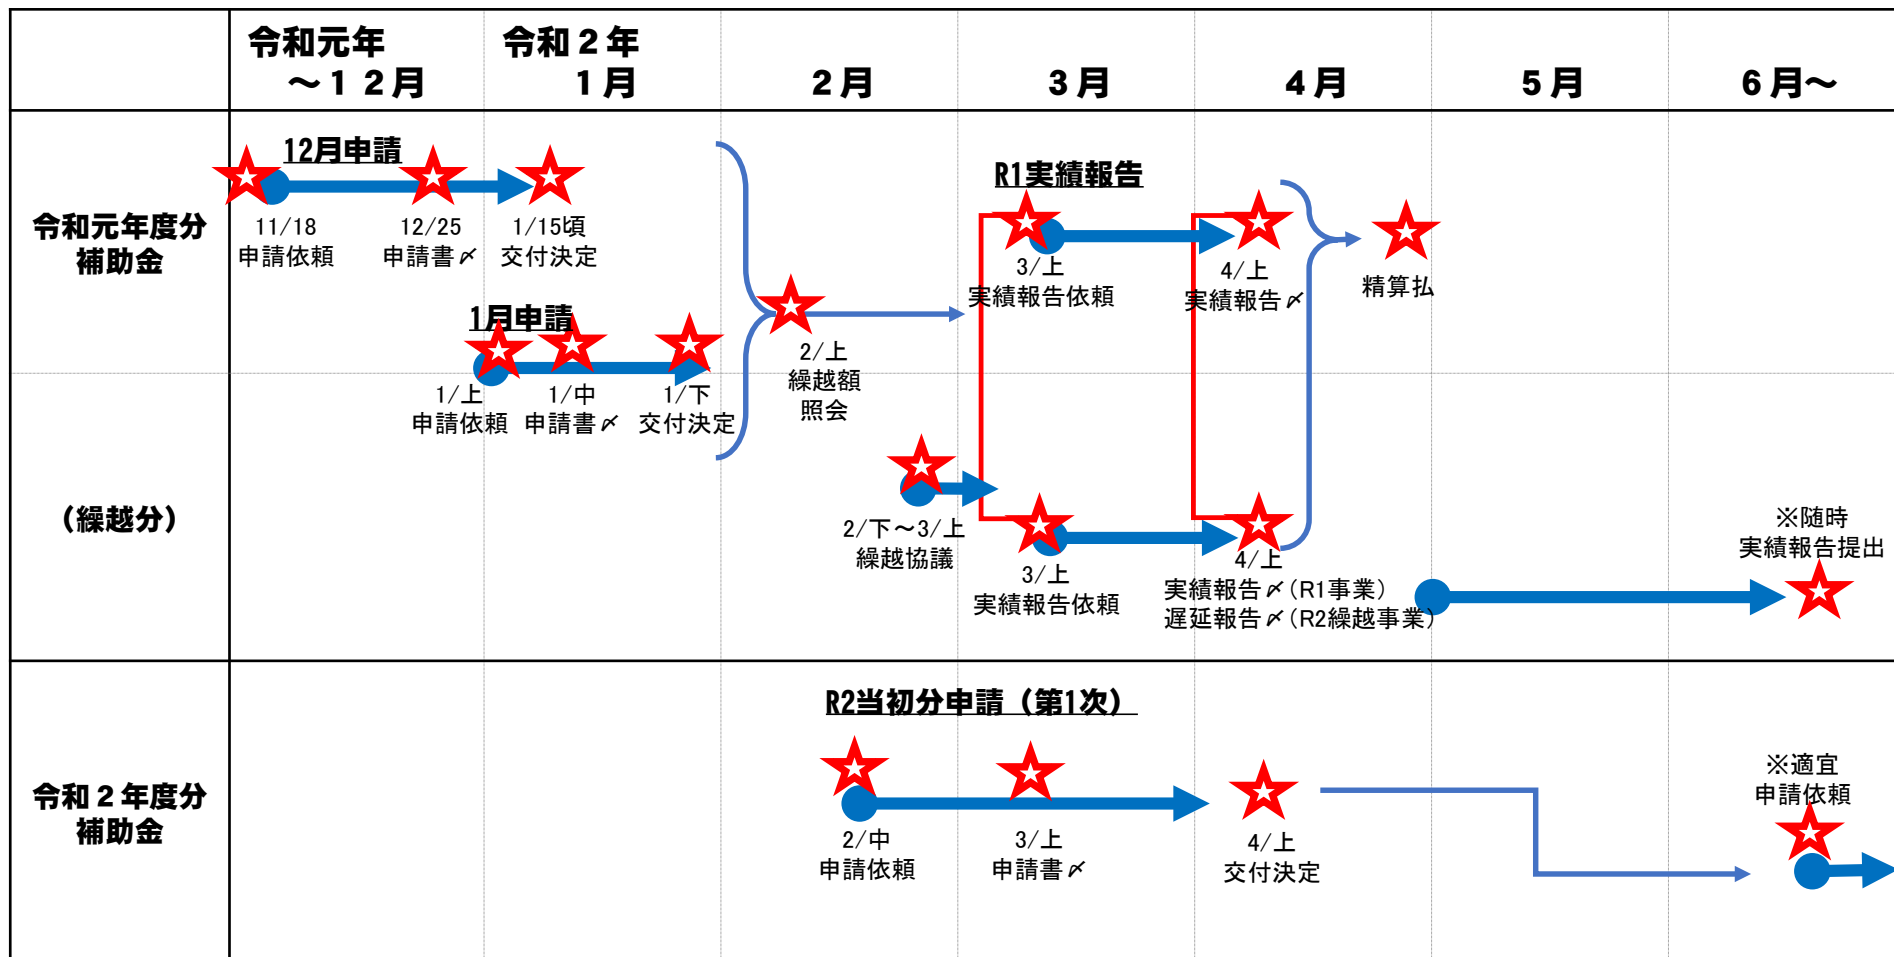 令和元年
～１２月
令和２年
１月
２月
３月
４月
５月
６月～
令和元年度分
補助金
12月申請
11/18
申請依頼
12/25
申請書〆
1/15頃
交付決定
1月申請
1/上
申請依頼
1/中
申請書〆
1/下
交付決定
2/上
繰越額
照会
R1実績報告
3/上
実績報告依頼
4/上
実績報告〆
精算払
（繰越分）
2/下～3/上
繰越協議
3/上
実績報告依頼
4/上
実績報告〆（R1事業）
遅延報告〆（R2繰越事業）
※随時
実績報告提出
令和２年度分
補助金
R2当初分申請（第1次）
2/中
申請依頼
3/上
申請書〆
4/上
交付決定
※適宜
申請依頼